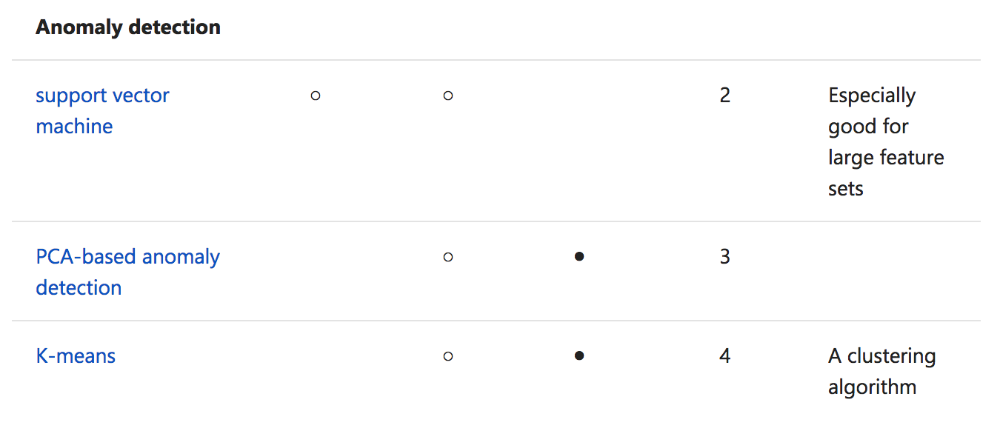 Anomaly detection
support vector machine ○ ○ 2 Especially good for large feature sets
PCA-based anomaly detection ○ ● 3
K-means ○ ● 4 A clustering algorithm